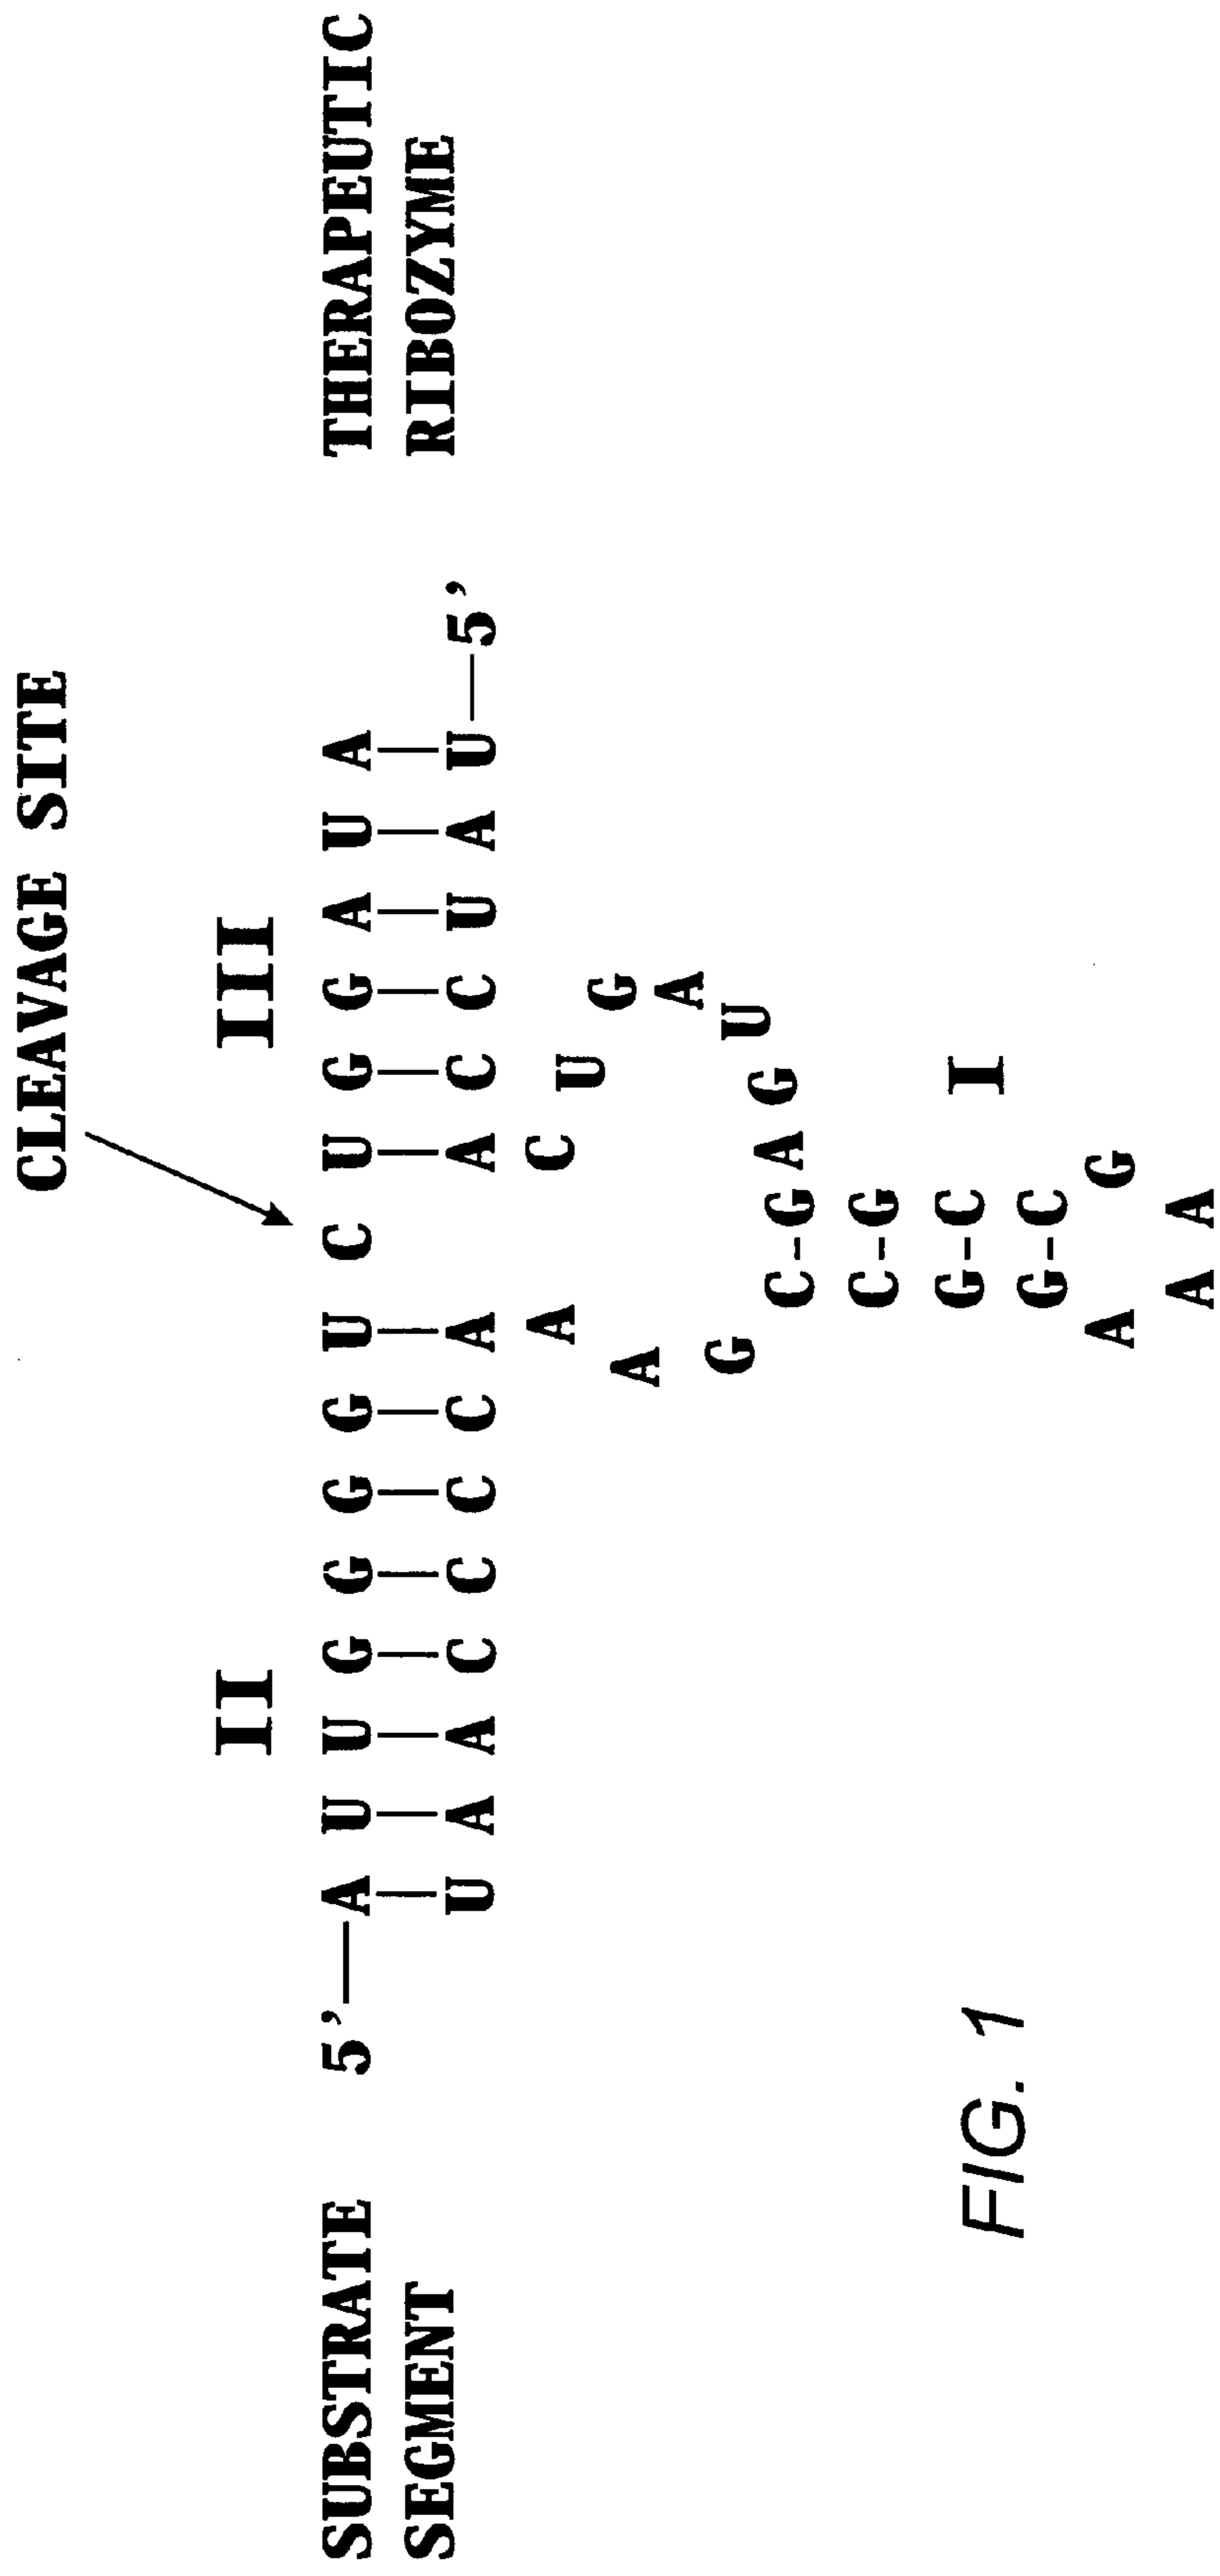 CLEAVAGE SITE
II III
SUBSTRATE 5'—A U U G G G G U C U G G A U A THERAPEUTIC
SEGMENT RIBOZYME
U A A C C C C A A C C U A U—5'
A C
U
G
A
A
G U
G
A
C-G
C-G
G-C I
FIG. 1
G-C
A G
A A